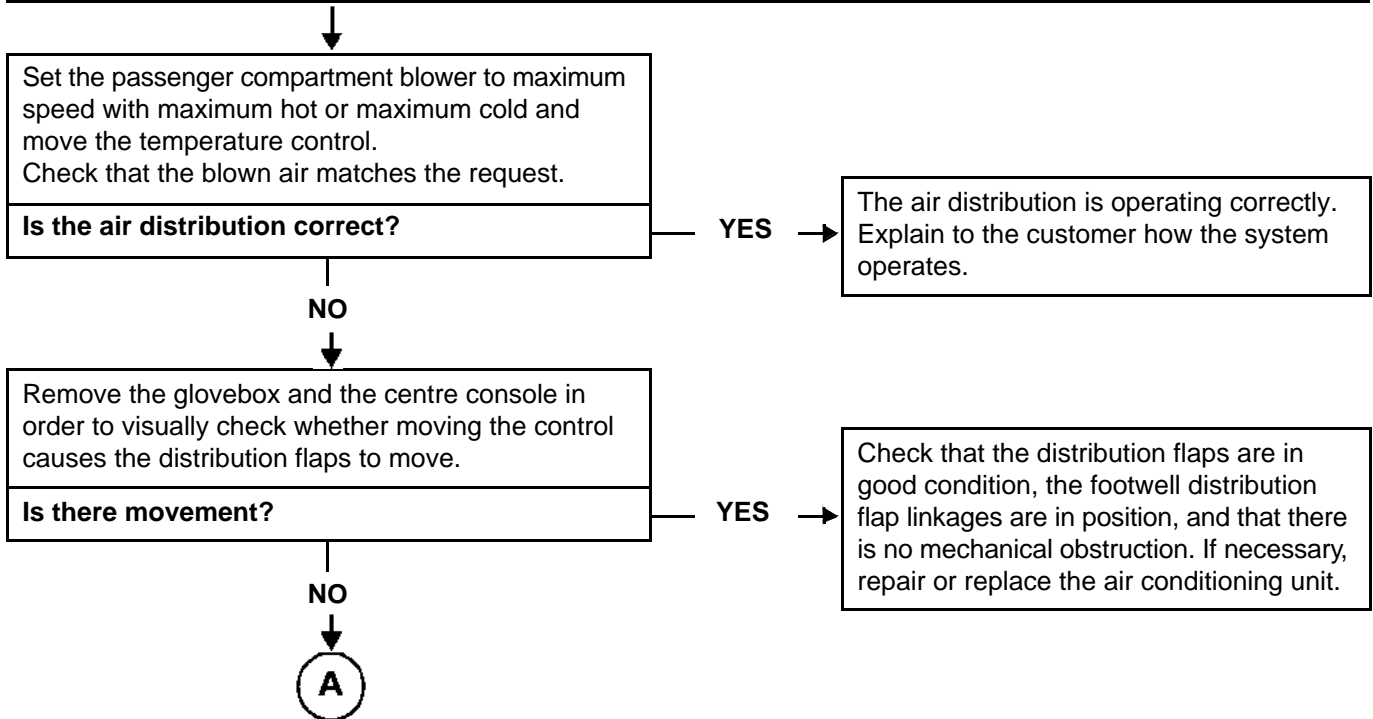 Set the passenger compartment blower to maximum
speed with maximum hot or maximum cold and
move the temperature control.
Check that the blown air matches the request.
Is the air distribution correct?
YES
The air distribution is operating correctly.
Explain to the customer how the system
operates.
NO
Remove the glovebox and the centre console in
order to visually check whether moving the control
causes the distribution flaps to move.
Is there movement?
YES
Check that the distribution flaps are in
good condition, the footwell distribution
flap linkages are in position, and that there
is no mechanical obstruction. If necessary,
repair or replace the air conditioning unit.
NO
A